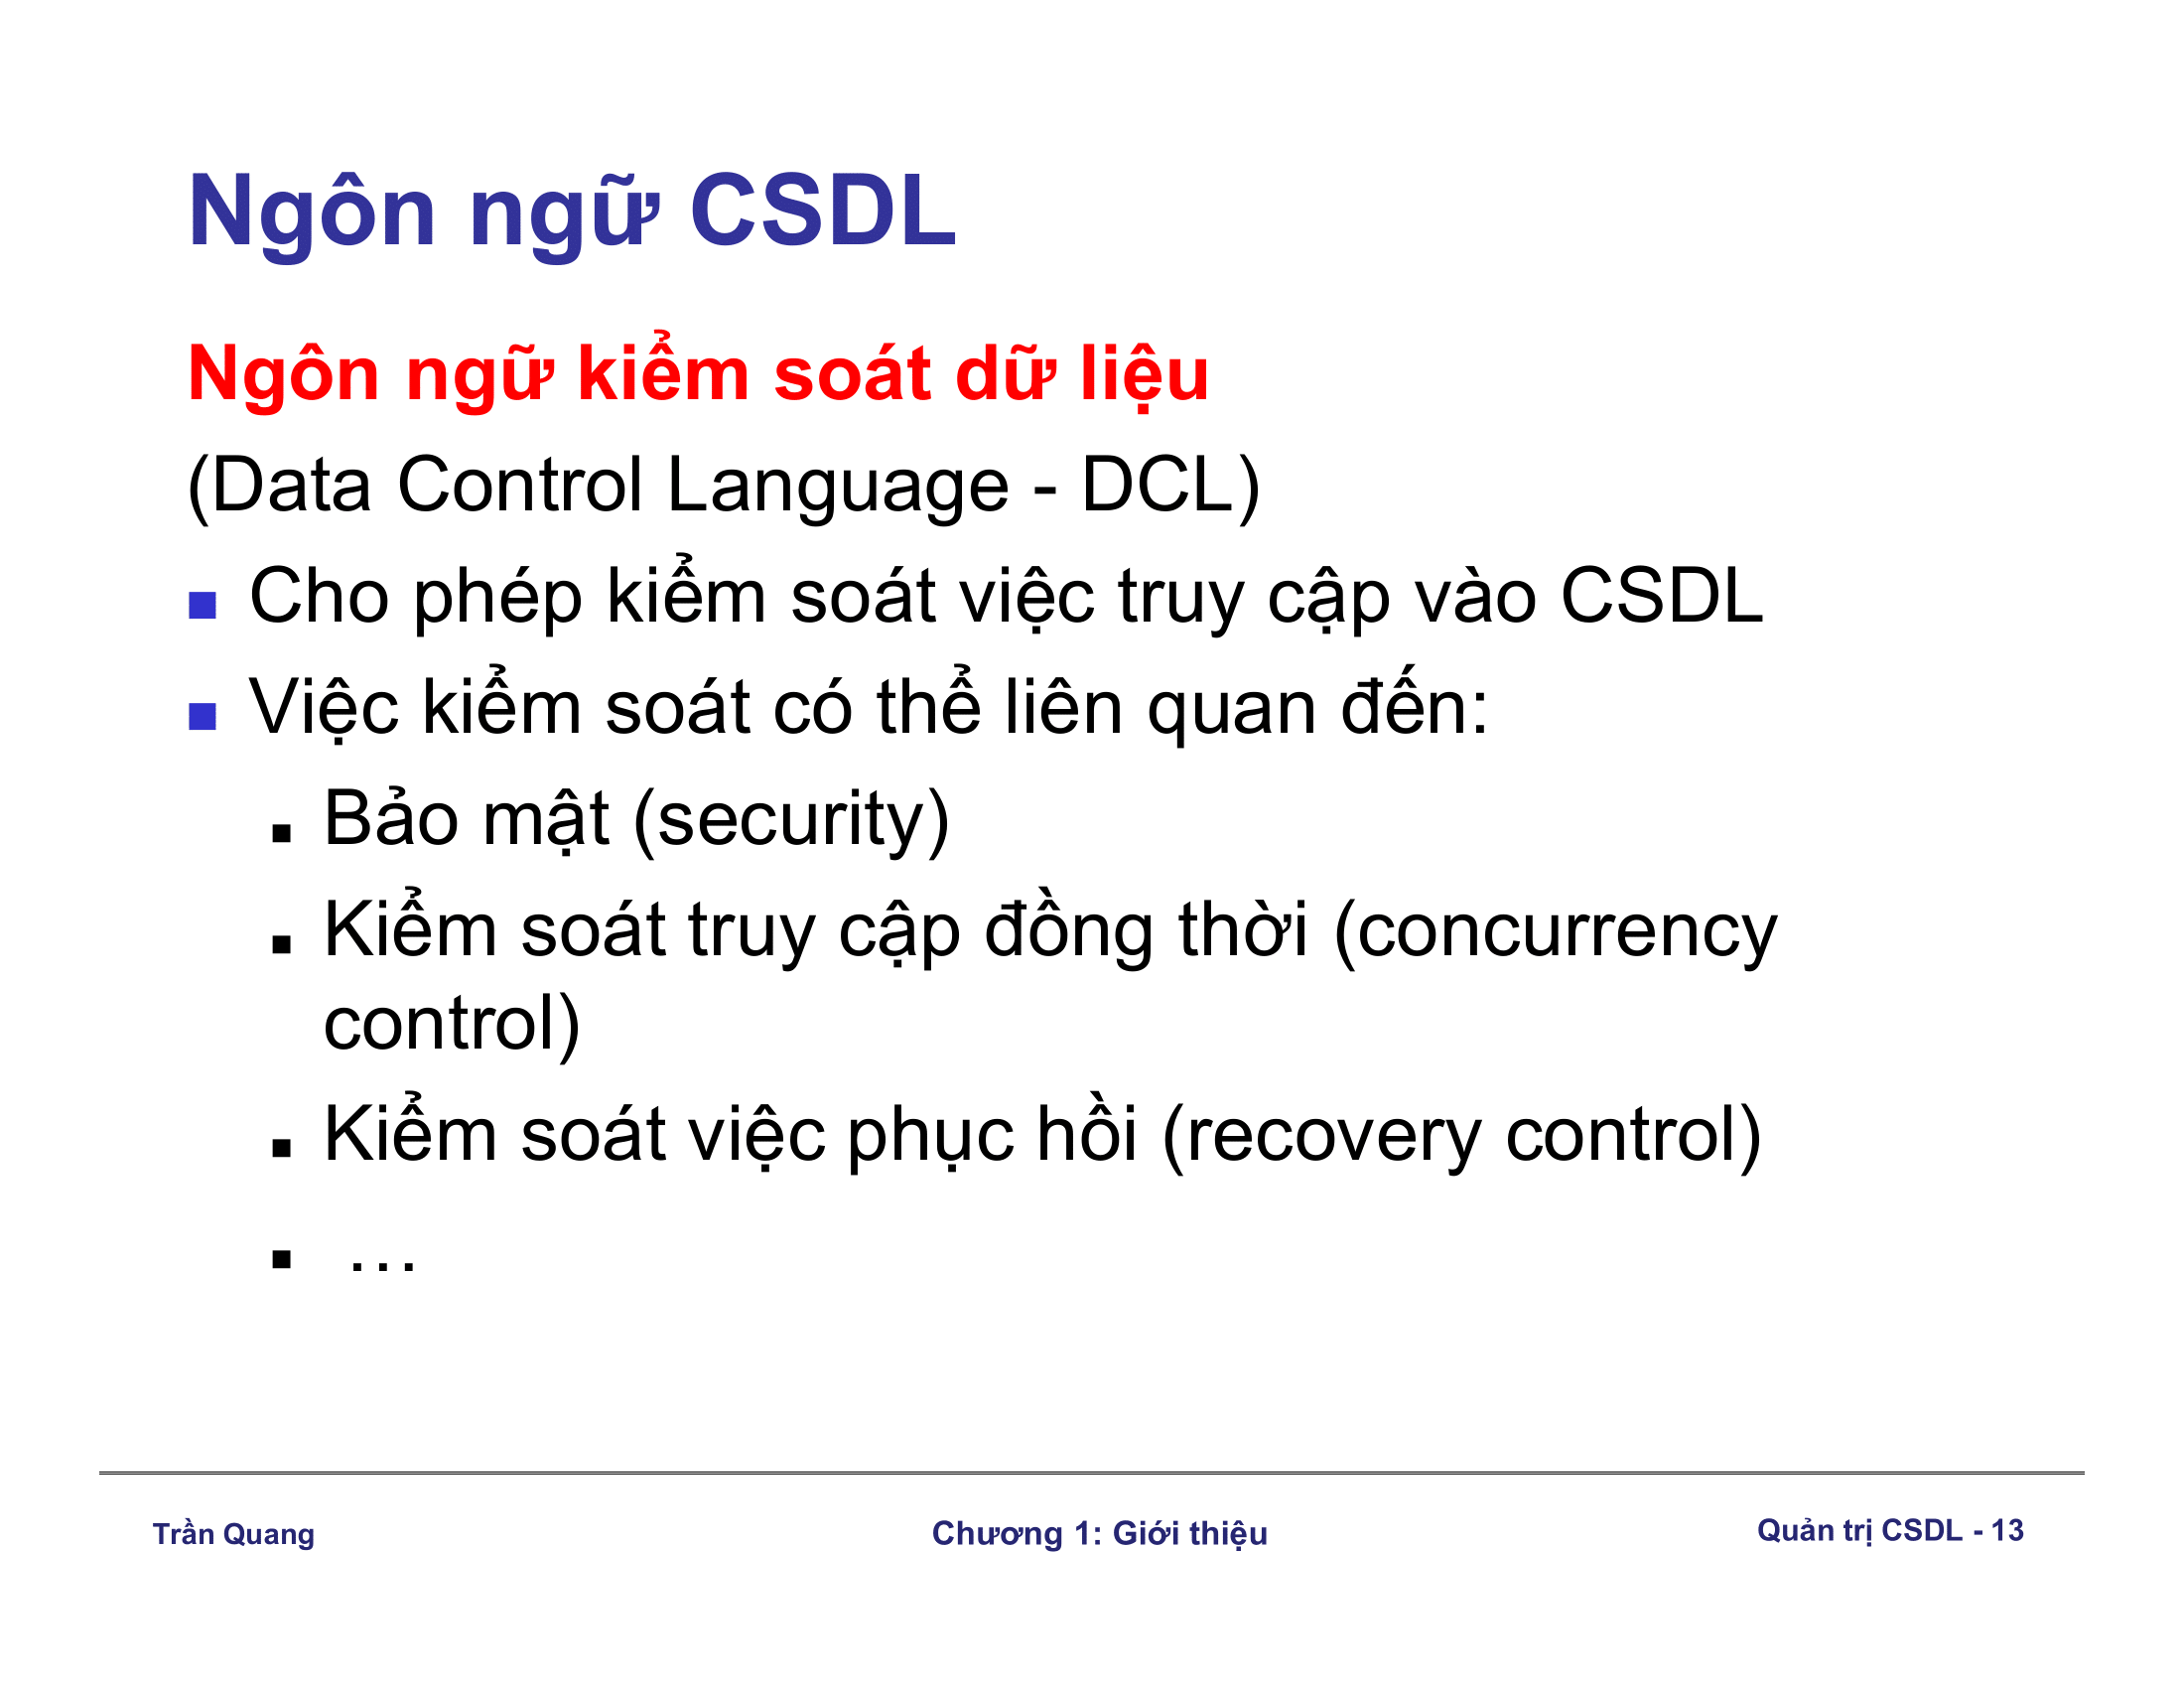 Ngôn ngữ CSDL
Ngôn ngữ kiểm soát dữ liệu
(Data Control Language - DCL)
Cho phép kiểm soát việc truy cập vào CSDL
Việc kiểm soát có thể liên quan đến:
Bảo mật (security)
Kiểm soát truy cập đồng thời (concurrency
control)
Kiểm soát việc phục hồi (recovery control)
…
Trần Quang
Chương 1: Giới thiệu
Quản trị CSDL - 13